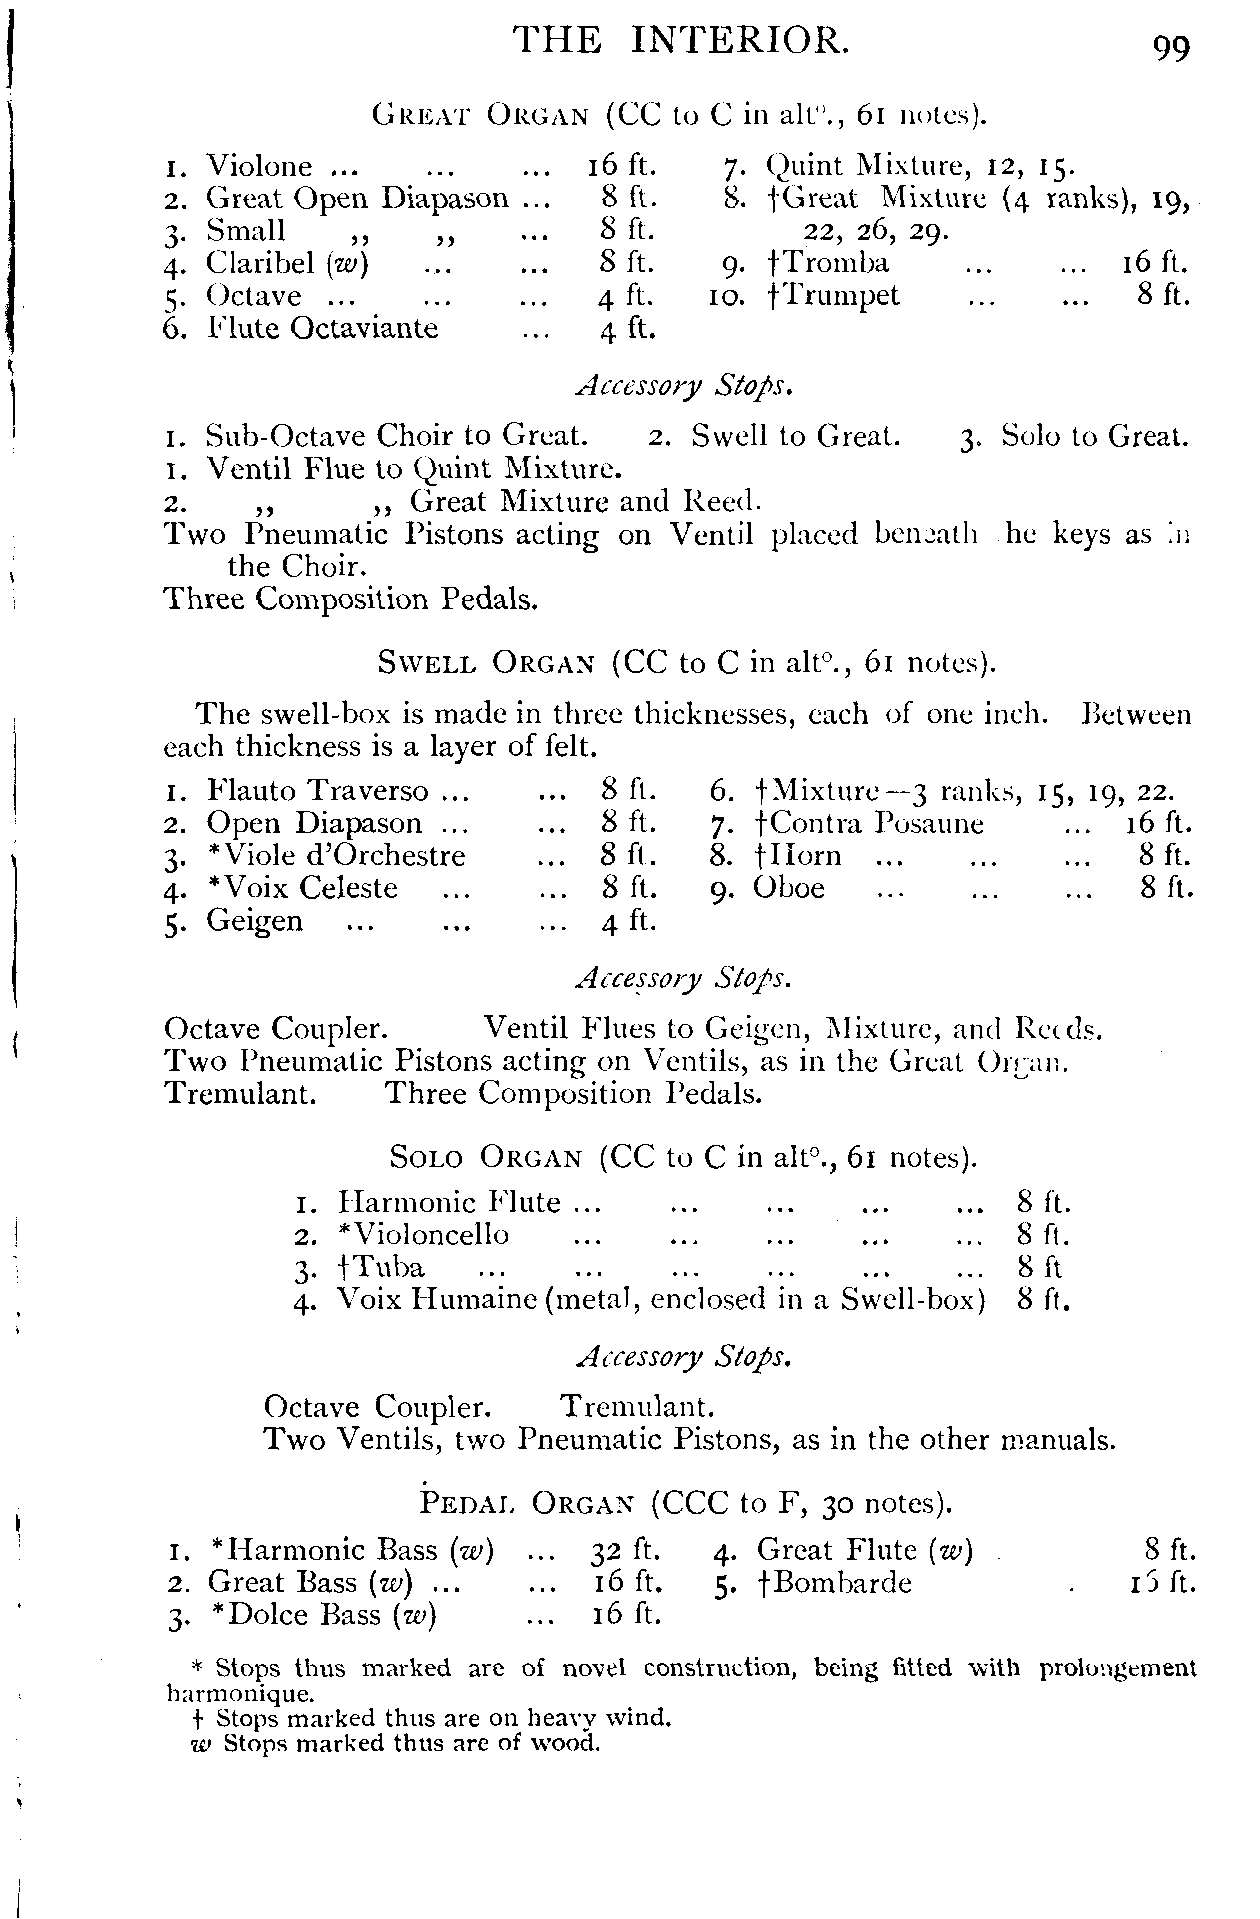 THE INTERIOR. 99
GREAT ORGAN (CC to C in alt°., 61 notes).
1. Violone ... ... ... 16 ft.
2. Great Open Diapason ... 8 ft.
3. Small ,, ,, ... 8 ft.
4. Claribel (w) ... ... 8 ft.
5. Octave ... ... ... 4 ft.
6. Flute Octaviante ... 4 ft.
7. Quint Mixture, 12, 15.
8. †Great Mixture (4 ranks), 19,
22, 26, 29.
9. †Tromba ... ... 16 ft.
10. †Trumpet ... ... 8 ft.
Accessory Stops.
1. Sub-Octave Choir to Great. 2. Swell to Great. 3. Solo to Great.
1. Ventil Flue to Quint Mixture.
2. ,, ,, Great Mixture and Reed.
Two Pneumatic Pistons acting on Ventil placed beneath he keys as in
the Choir.
Three Composition Pedals.
SWELL ORGAN (CC to C in alt°., 61 notes).
The swell-box is made in three thicknesses, each of one inch. Between
each thickness is a layer of felt.
1. Flauto Traverso ... ... 8 ft.
2. Open Diapason ... ... 8 ft.
3. *Viole d'Orchestre ... 8 ft.
4. *Voix Celeste ... ... 8 ft.
5. Geigen ... ... ... 4 ft.
6. †Mixture—3 ranks, 15, 19, 22.
7. †Contra Posaune ... 16 ft.
8. †Horn ... ... ... 8 ft.
9. Oboe ... ... ... 8 ft.
Accessory Stops.
Octave Coupler. Ventil Flues to Geigen, Mixture, and Reeds.
Two Pneumatic Pistons acting on Ventils, as in the Great Organ.
Tremulant. Three Composition Pedals.
SOLO ORGAN (CC to C in alt°., 61 notes).
1. Harmonic Flute ... ... ... ... ... 8 ft.
2. *Violoncello ... ... ... ... ... 8 ft.
3. †Tuba ... ... ... ... ... ... 8 ft
4. Voix Humaine (metal, enclosed in a Swell-box) 8 ft.
Accessory Stops.
Octave Coupler. Tremulant.
Two Ventils, two Pneumatic Pistons, as in the other manuals.
PEDAL ORGAN (CCC to F, 30 notes).
1. *Harmonic Bass (w) ... 32 ft.
2. Great Bass (w) ... ... 16 ft.
3. *Dolce Bass (w) ... 16 ft.
4. Great Flute (w) . 8 ft.
5. †Bombarde . 16 ft.
* Stops thus marked are of novel construction, being fitted with prolongement
harmonique.
† Stops marked thus are on heavy wind.
w Stops marked thus are of wood.